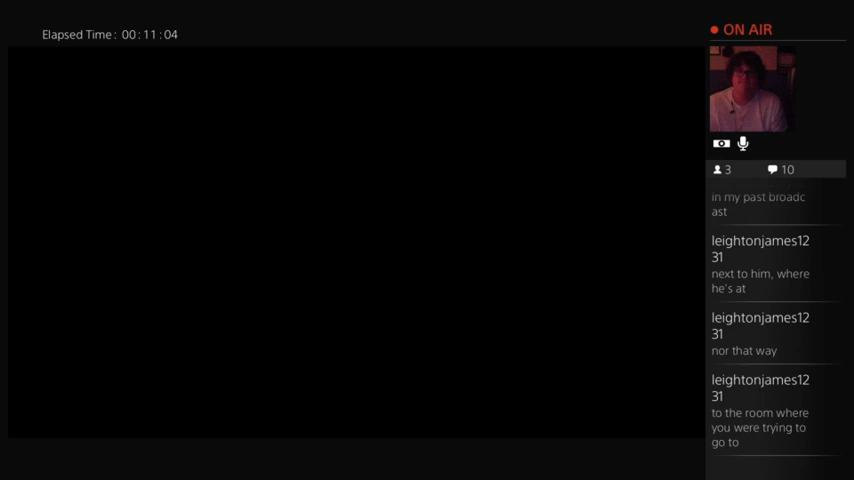 Elapsed Time: 00:11:04
ON AIR
3 10
in my past broadc
ast
leightonjames12
31
next to him, where
he's at
leightonjames12
31
nor that way
leightonjames12
31
to the room where
you were trying to
go to